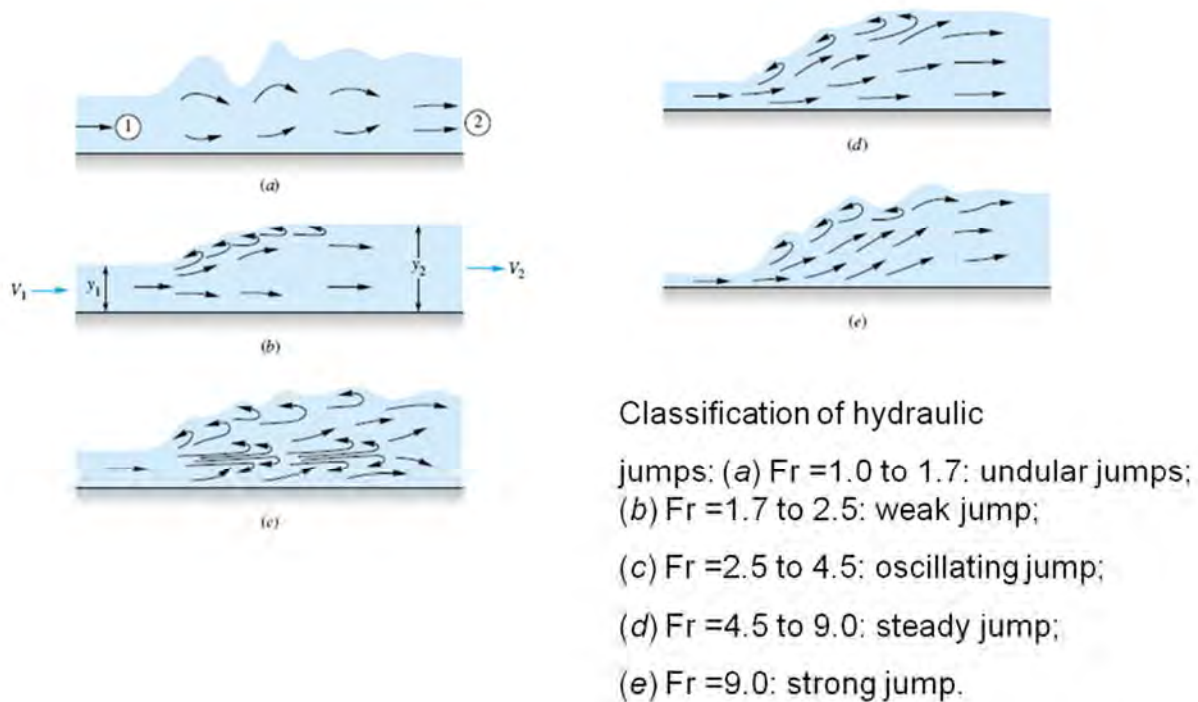 1
2
(a)
V₁
y₁
y₂
V₂
(b)
(c)
(d)
(e)
Classification of hydraulic
jumps: (a) Fr =1.0 to 1.7: undular jumps;
(b) Fr =1.7 to 2.5: weak jump;
(c) Fr =2.5 to 4.5: oscillating jump;
(d) Fr =4.5 to 9.0: steady jump;
(e) Fr =9.0: strong jump.